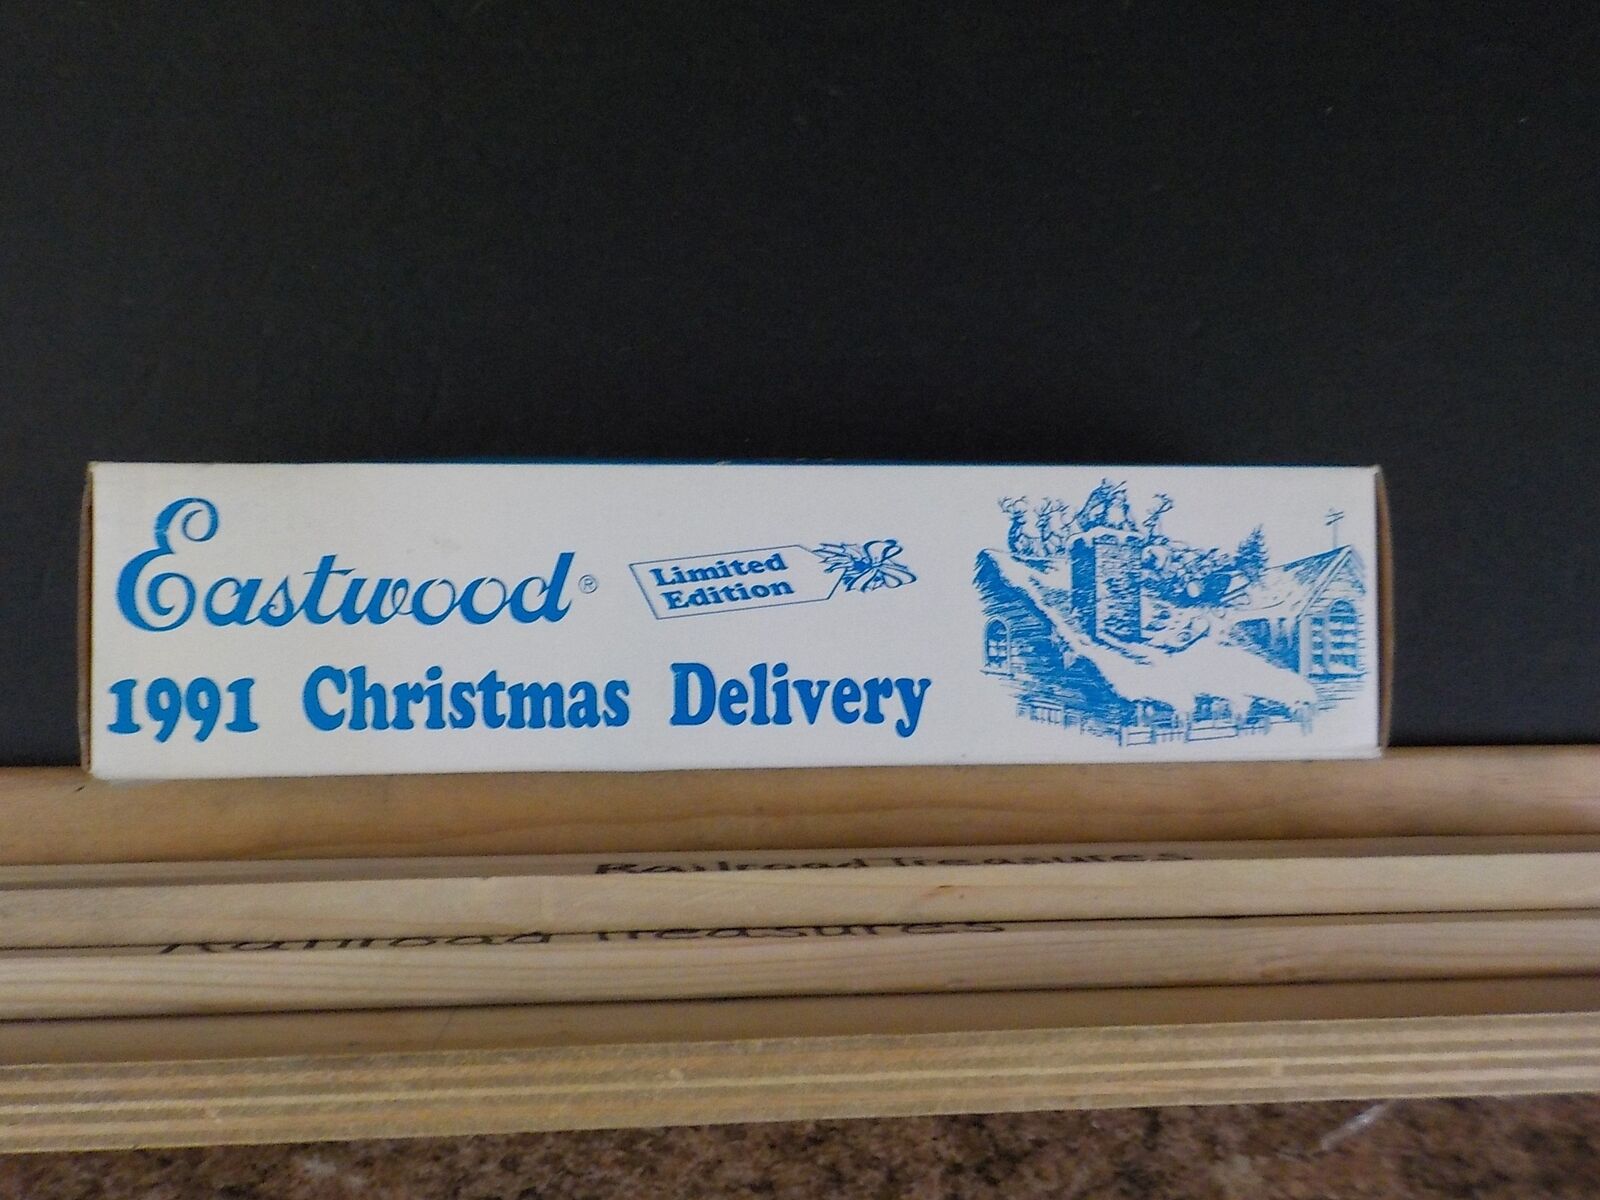 Eastwood®
Limited
Edition
1991 Christmas Delivery
Railroad Treasures
Railroad Treasures